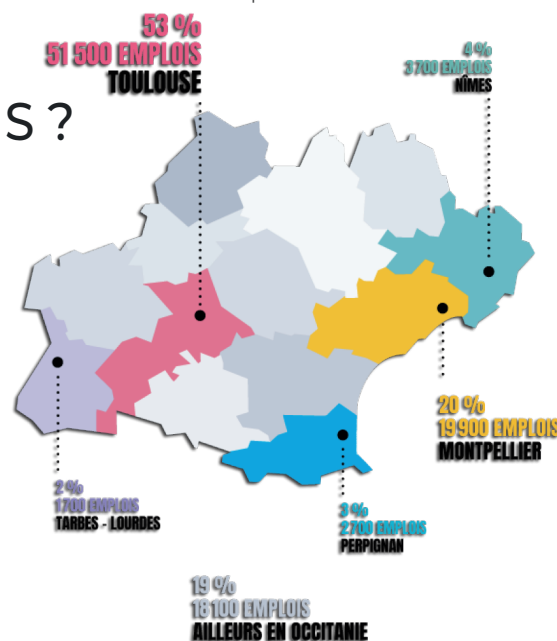 53 %
51 500 EMPLOIS
TOULOUSE
4 %
3 700 EMPLOIS
NÎMES
S ?
20 %
19 900 EMPLOIS
MONTPELLIER
2 %
1 700 EMPLOIS
TARBES - LOURDES
3 %
2 700 EMPLOIS
PERPIGNAN
19 %
18 100 EMPLOIS
AILLEURS EN OCCITANIE